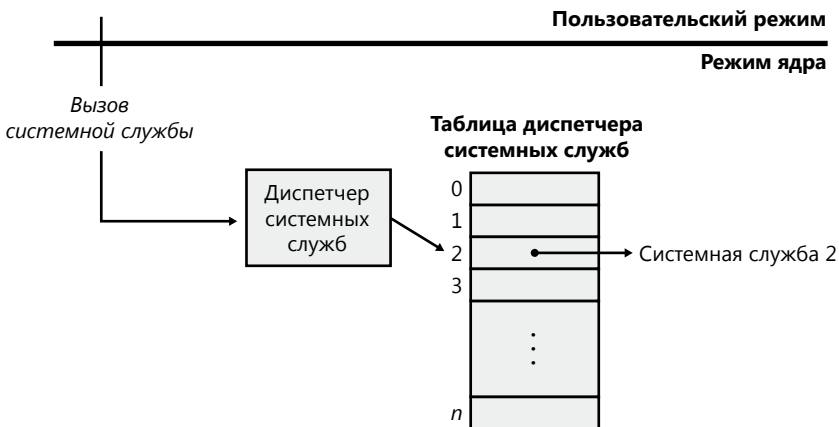 Пользовательский режим
Режим ядра
Вызов
системной службы
Таблица диспетчера
системных служб
Диспетчер
системных
служб
0
1
2
3
n
Системная служба 2